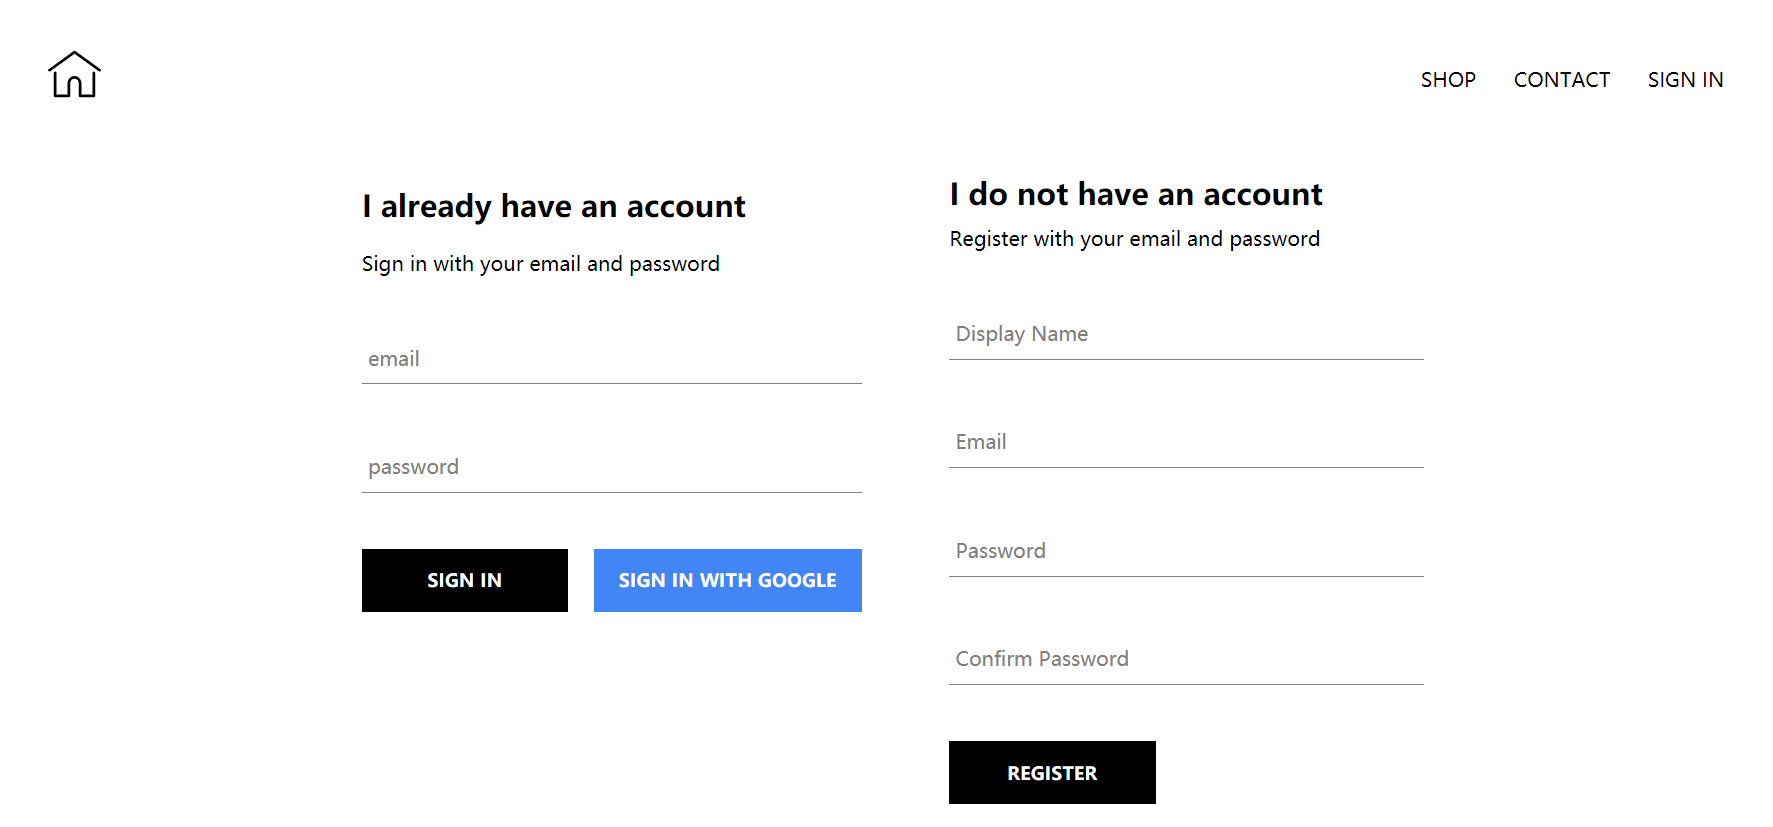 SHOP
CONTACT
SIGN IN
I already have an account
Sign in with your email and password
email
password
SIGN IN
SIGN IN WITH GOOGLE
I do not have an account
Register with your email and password
Display Name
Email
Password
Confirm Password
REGISTER